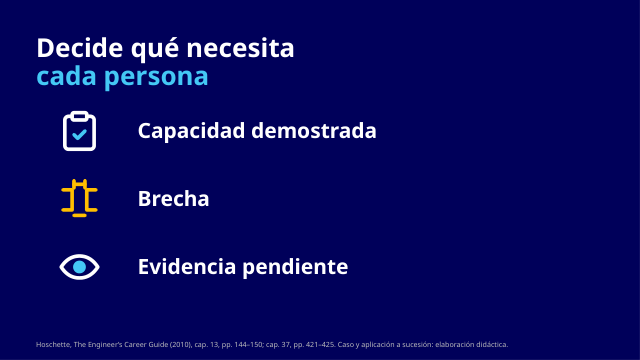 Decide qué necesita
cada persona
Capacidad demostrada
Brecha
Evidencia pendiente
Hoschette, The Engineer's Career Guide (2010), cap. 13, pp. 144–150; cap. 37, pp. 421–425. Caso y aplicación a sucesión: elaboración didáctica.